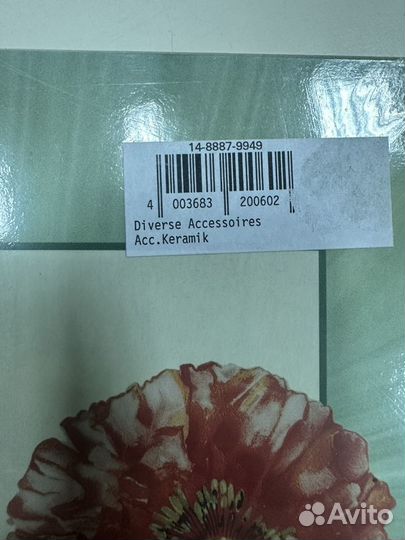 14-8887-9949
4 003683 200602
Diverse Accessoires
Acc.Keramik
Avito